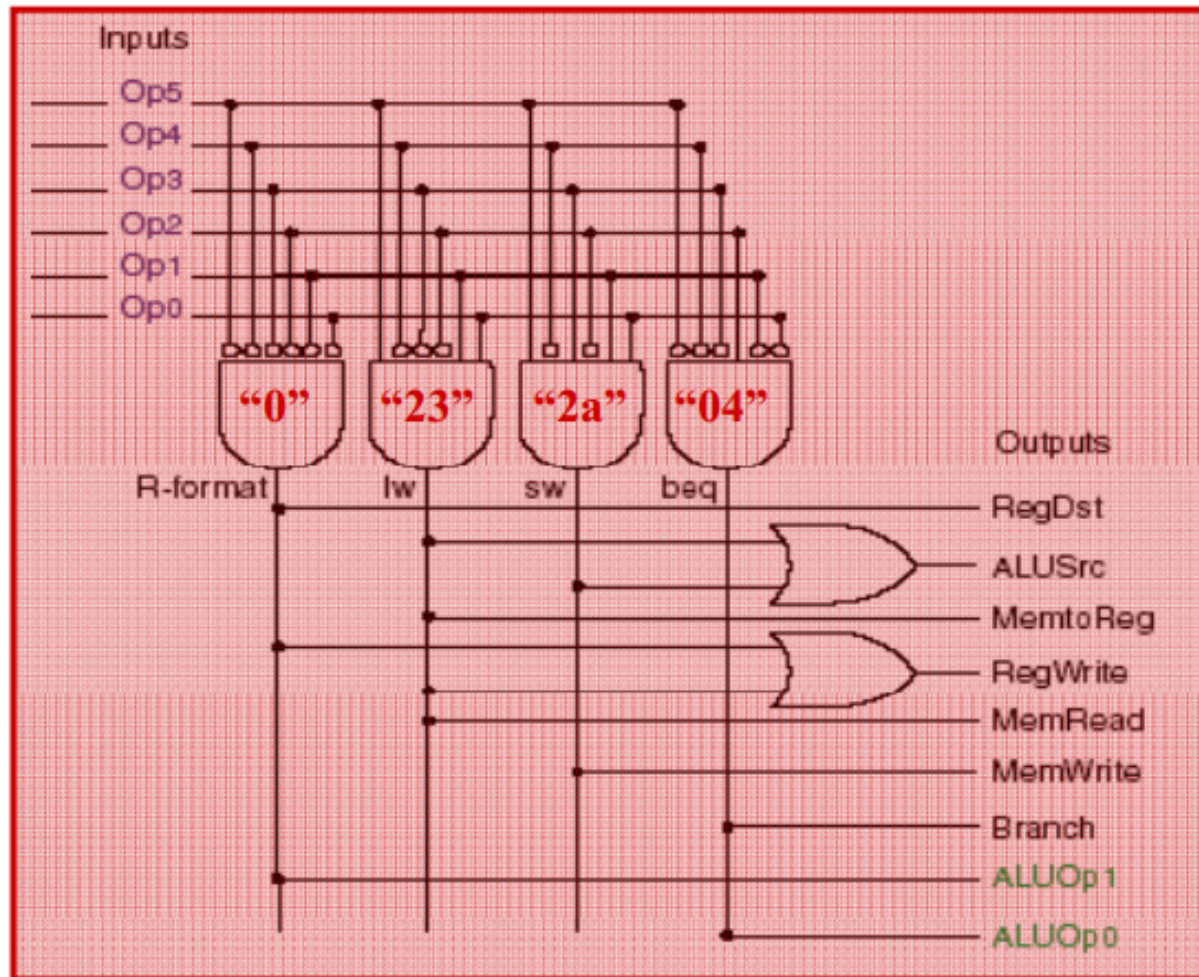 Inputs
Op5
Op4
Op3
Op2
Op1
Op0
“0” “23” “2a” “04”
Outputs
R-format lw sw beq
RegDst
ALUSrc
MemtoReg
RegWrite
MemRead
MemWrite
Branch
ALUOp1
ALUOp0